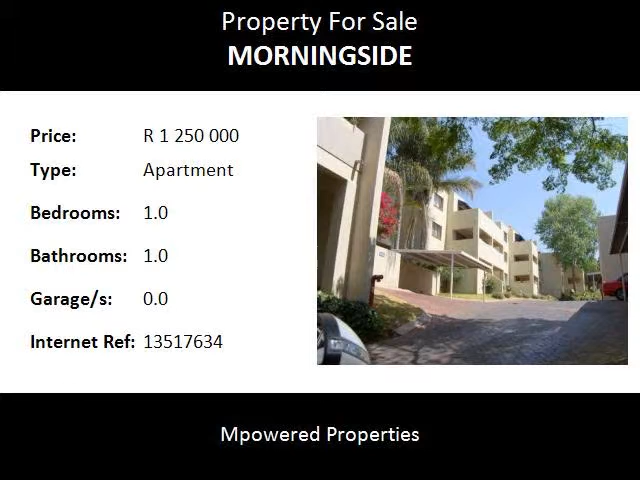 Property For Sale
MORNINGSIDE
Price: R 1 250 000
Type: Apartment
Bedrooms: 1.0
Bathrooms: 1.0
Garage/s: 0.0
Internet Ref: 13517634
Mpowered Properties